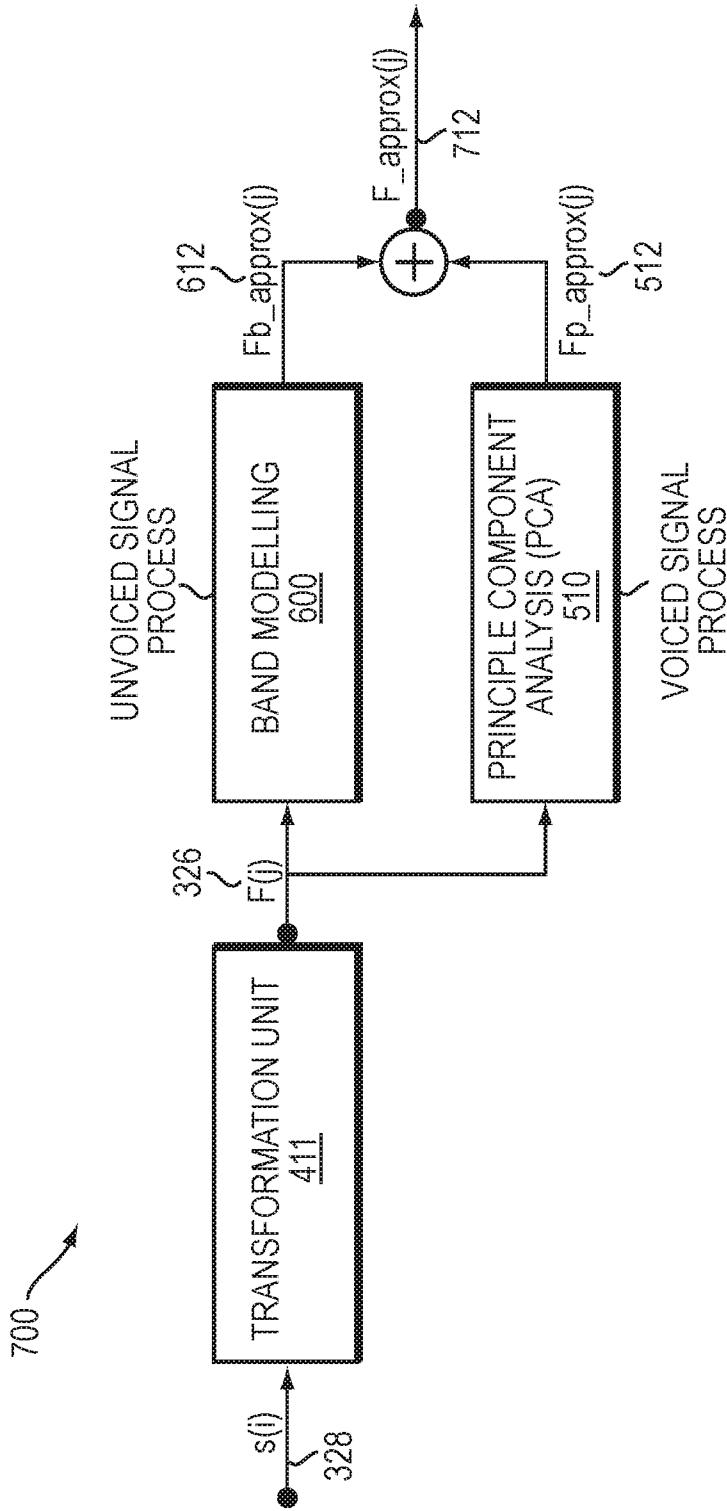 700
s(i)
328
TRANSFORMATION UNIT
411
326
F(j)
UNVOICED SIGNAL
PROCESS
BAND MODELLING
600
PRINCIPLE COMPONENT
ANALYSIS (PCA)
510
VOICED SIGNAL
PROCESS
612
Fb_approx(j)
Fp_approx(j)
512
+
F_approx(j)
712